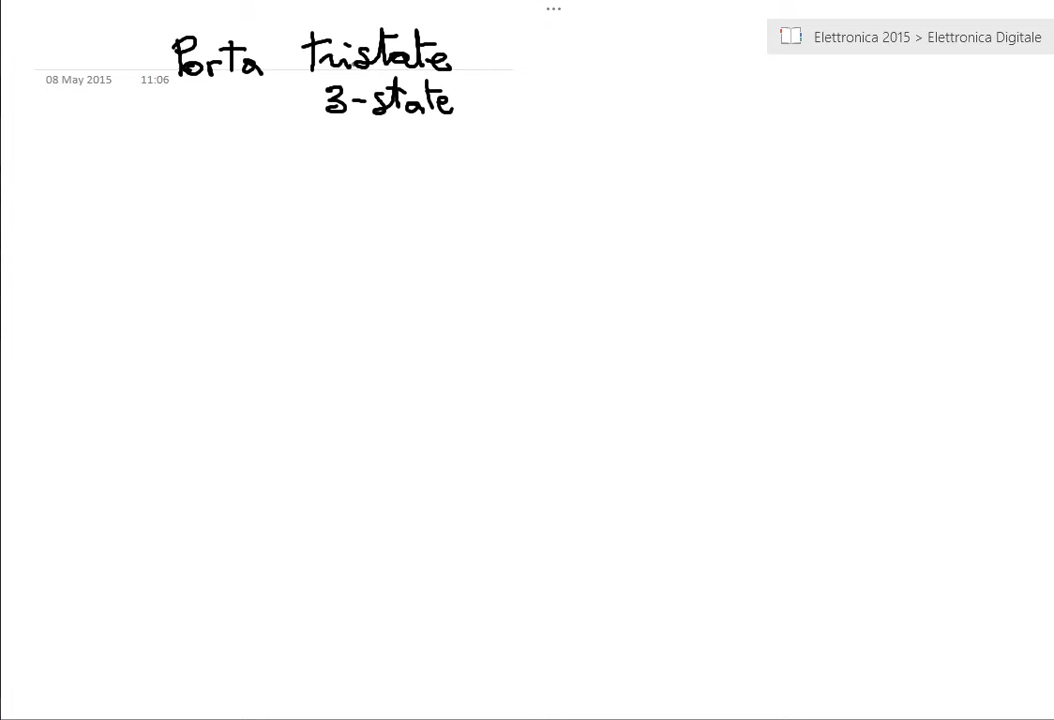 Elettronica 2015 > Elettronica Digitale
Porta tristate
08 May 2015 11:06
3-state